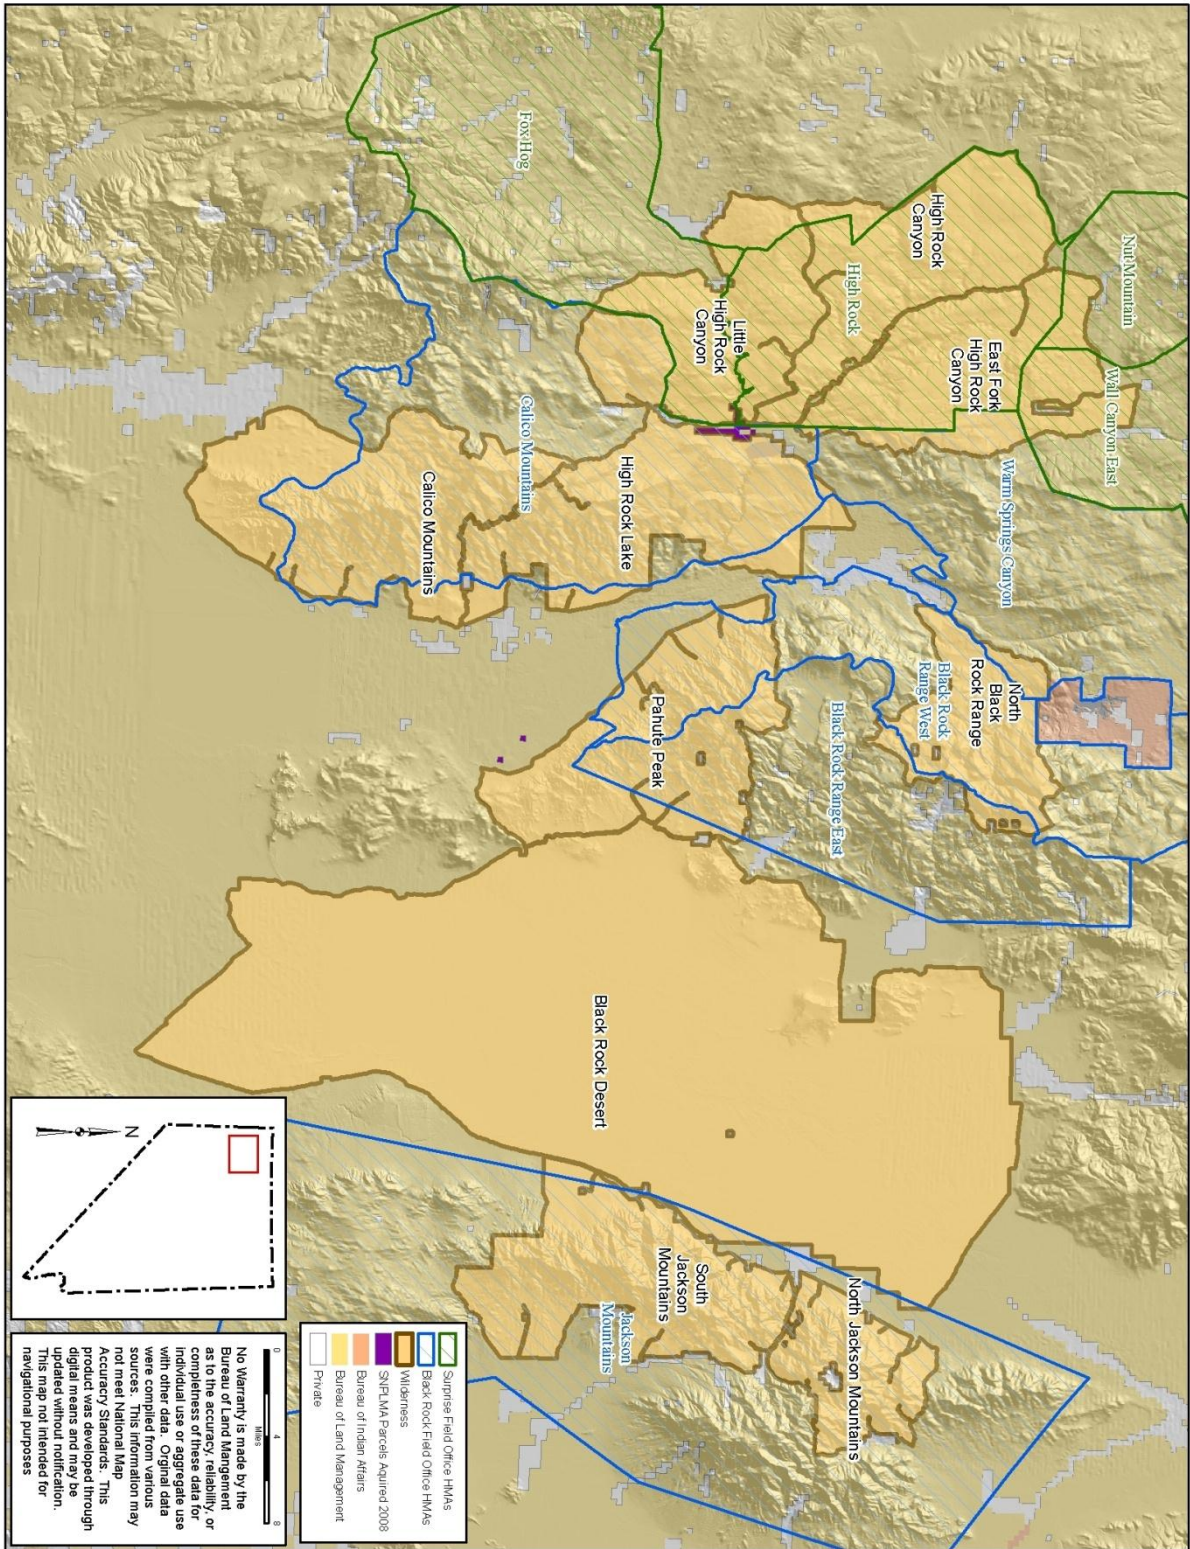 Nut Mountain
Wall Canyon East
Fox Hog
High Rock
Canyon
High Rock
East Fork
High Rock
Canyon
Little
High Rock
Canyon
Warm Springs Canyon
Calico Mountains
High Rock Lake
Calico Mountains
North
Black
Rock Range
Black Rock
Range West
Black Rock Range East
Pahute Peak
Black Rock Desert
North Jackson Mountains
South
Jackson
Mountains
Jackson
Mountains
N
Surprise Field Office HMAs
Black Rock Field Office HMAs
Wilderness
SNPLMA Parcels Aquired 2008
Bureau of Indian Affairs
Bureau of Land Management
Private
0 4 8
Miles
No Warranty is made by the
Bureau of Land Mangement
as to the accuracy, reliability, or
completness of these data for
individual use or aggregate use
with other data. Orginal data
were compiled from various
sources. This information may
not meet National Map
Accuracy Standards. This
product was developed through
digital means and may be
updated without notification.
This map not intended for
navigational purposes